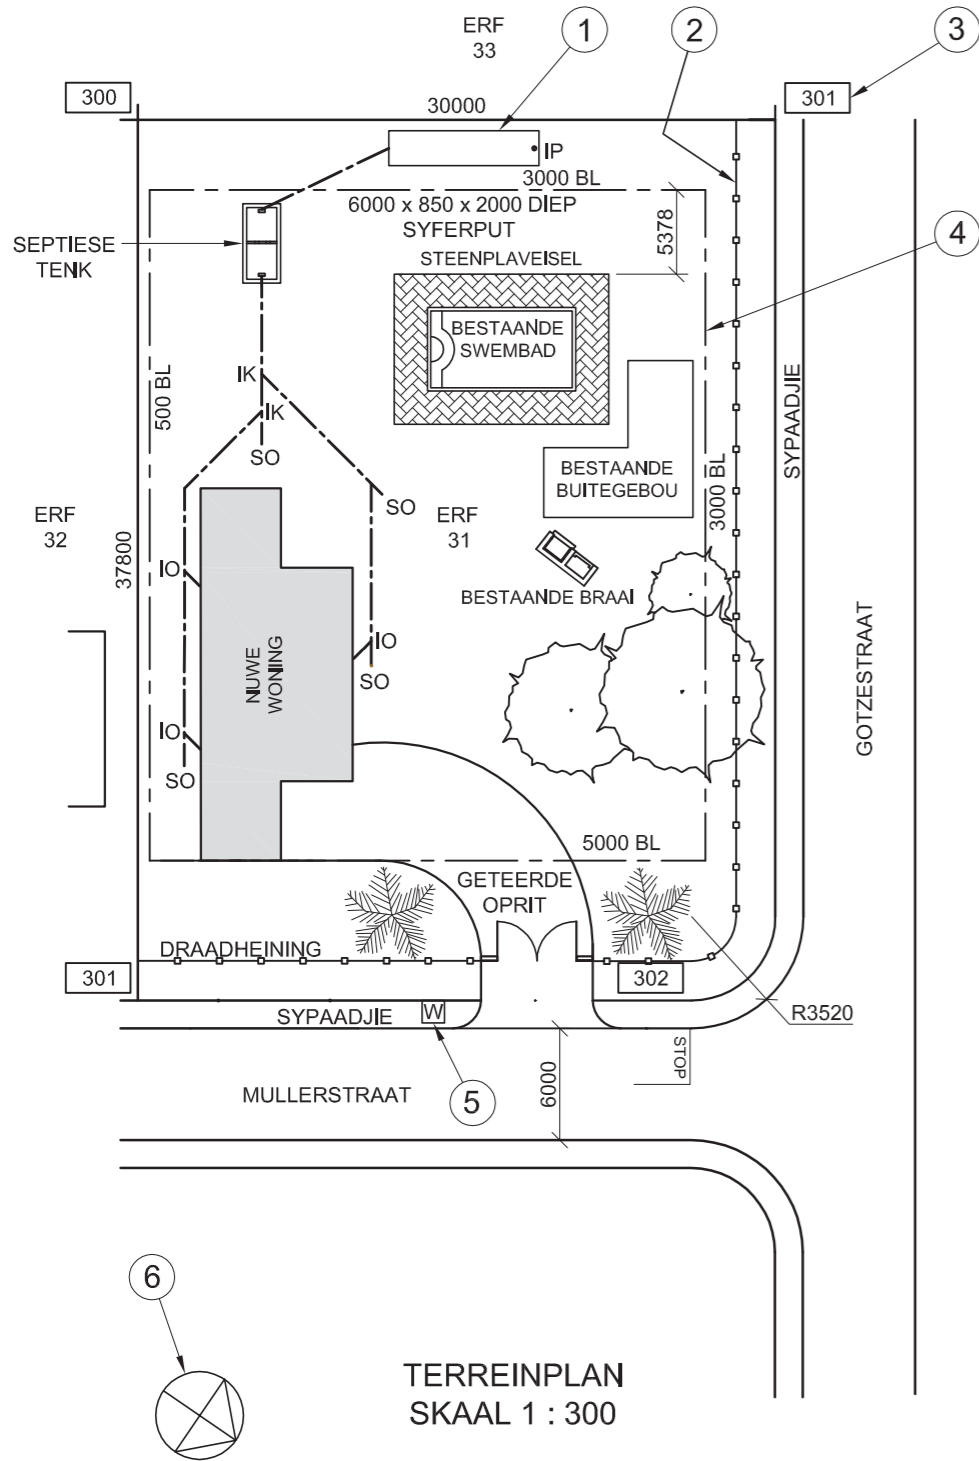 ERF
33
1
2
3
300
30000
301
IP
3000 BL
6000 x 850 x 2000 DIEP
SYFERPUT
5378
4
SEPTIESE
TENK
STEENPLAVEISEL
BESTAANDE
SWEMBAD
500 BL
IK
IK
SO
SYPAADJIE
BESTAANDE
BUITEGEBOU
3000 BL
SO
ERF
31
ERF
32
37800
IO
BESTAANDE BRAAI
NUWE
WONING
IO
SO
GOTZESTRAAT
IO
SO
5000 BL
GETEERDE
OPRIT
DRAADHEINING
301
302
SYPAADJIE
W
R3520
STOP
MULLERSTRAAT
5
6000
6
TERREINPLAN
SKAAL 1 : 300